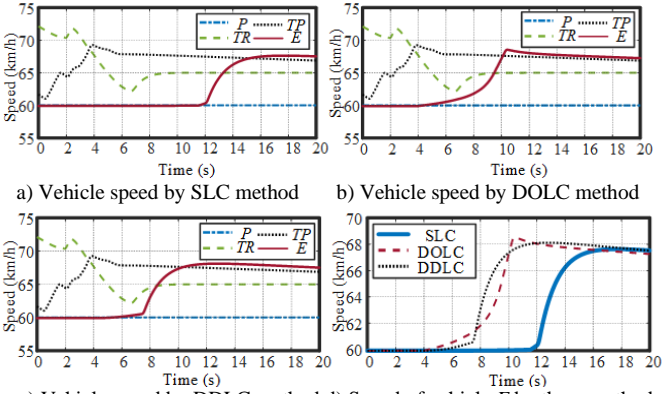 75
70
65
60
55
Speed (km/h)
P TP
TR E
0 2 4 6 8 10 12 14 16 18 20
Time (s)
a) Vehicle speed by SLC method
75
70
65
60
55
Speed (km/h)
P TP
TR E
0 2 4 6 8 10 12 14 16 18 20
Time (s)
b) Vehicle speed by DOLC method
75
70
65
60
55
Speed (km/h)
P TP
TR E
0 2 4 6 8 10 12 14 16 18 20
Time (s)
70
68
66
64
62
60
Speed (km/h)
SLC
DOLC
DDLC
0 2 4 6 8 10 12 14 16 18 20
Time (s)